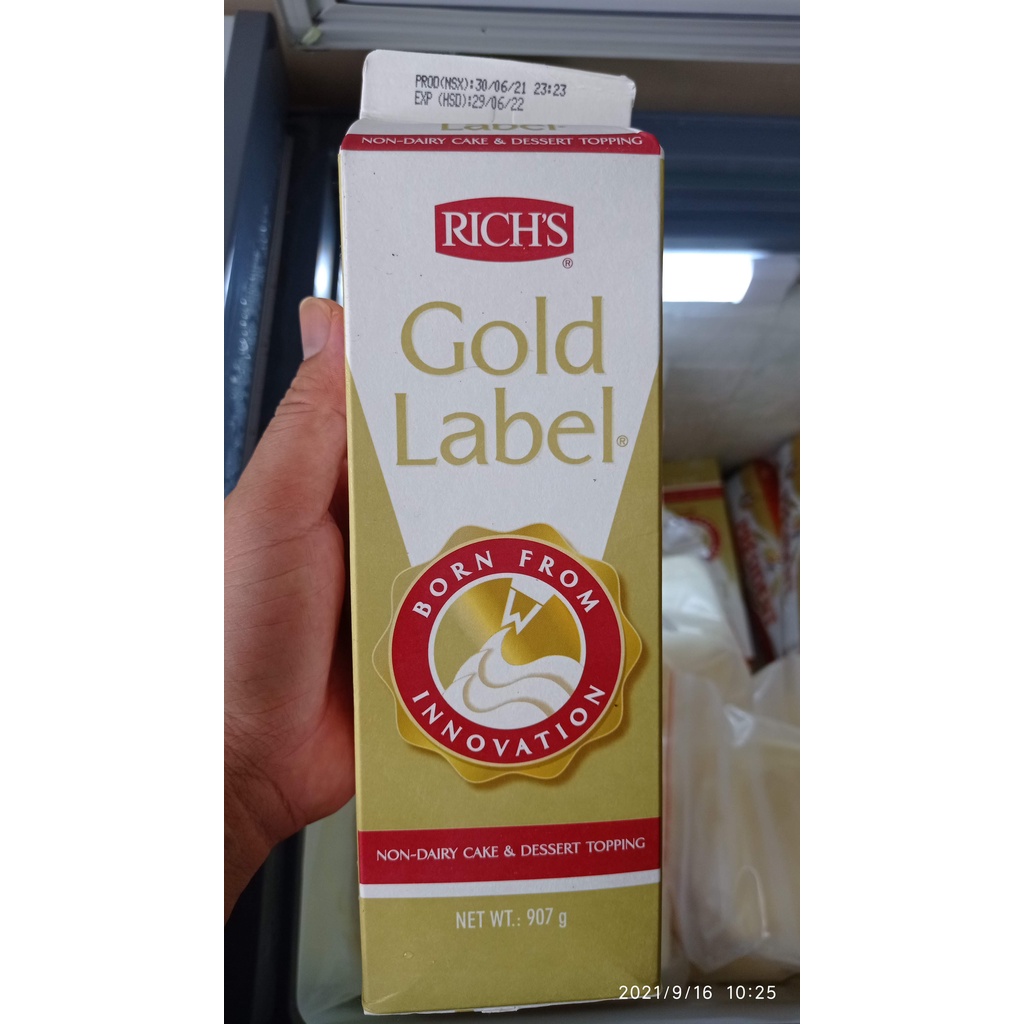 PROD(NSX):30/06/21 23:23
EXP (HSD):29/06/22
Label
NON-DAIRY CAKE & DESSERT TOPPING
RICH'S
®
Gold
Label®
BORN FROM
INNOVATION
NON-DAIRY CAKE & DESSERT TOPPING
NET WT.: 907 g
2021/9/16 10:25